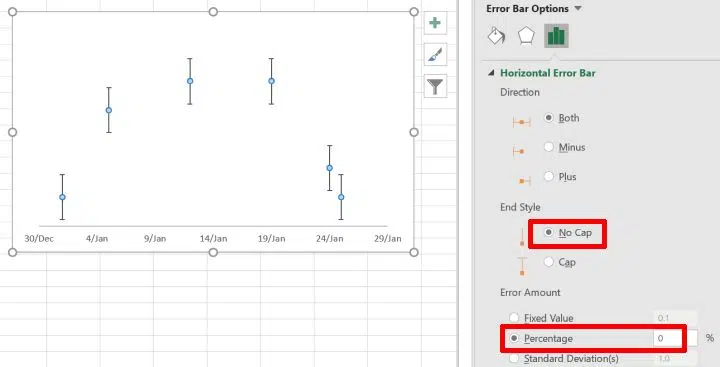 30/Dec 4/Jan 9/Jan 14/Jan 19/Jan 24/Jan 29/Jan
Error Bar Options
Horizontal Error Bar
Direction
Both
Minus
Plus
End Style
No Cap
Cap
Error Amount
Fixed Value 0.1
Percentage 0 %
Standard Deviation(s) 1.0